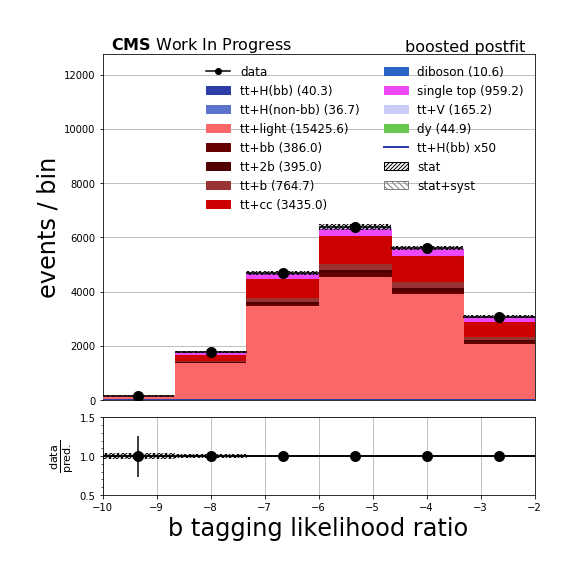 CMS Work In Progress
boosted postfit
data
tt+H(bb) (40.3)
tt+H(non-bb) (36.7)
tt+light (15425.6)
tt+bb (386.0)
tt+2b (395.0)
tt+b (764.7)
tt+cc (3435.0)
diboson (10.6)
single top (959.2)
tt+V (165.2)
dy (44.9)
tt+H(bb) x50
stat
stat+syst
events / bin
12000
10000
8000
6000
4000
2000
0
data
pred.
1.5
1.0
0.5
−10 −9 −8 −7 −6 −5 −4 −3 −2
b tagging likelihood ratio